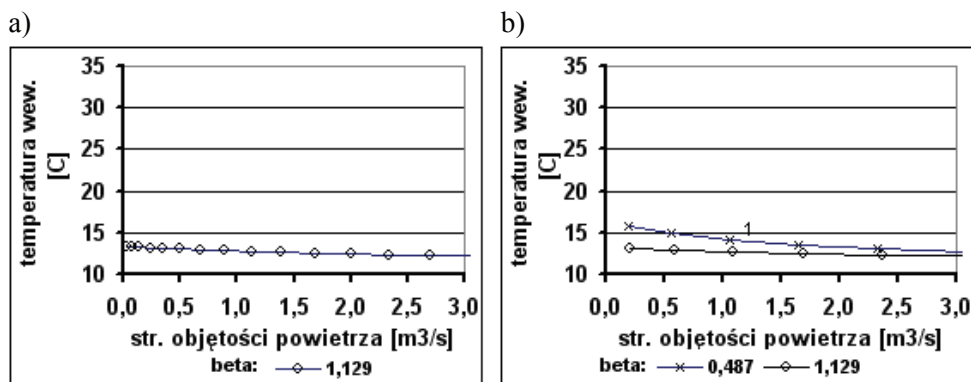 a)
temperatura wew.
[C]
35
30
25
20
15
10
0,0 0,5 1,0 1,5 2,0 2,5 3,0
str. objętości powietrza [m3/s]
beta: 1,129
b)
temperatura wew.
[C]
35
30
25
20
15
10
1
0,0 0,5 1,0 1,5 2,0 2,5 3,0
str. objętości powietrza [m3/s]
beta: 0,487 1,129